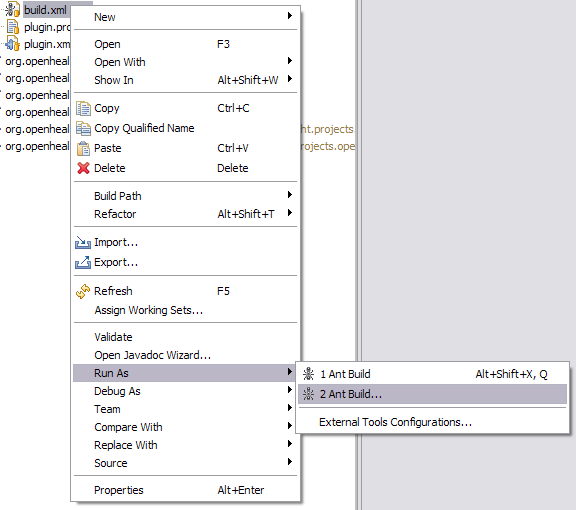 build.xml
plugin.pro
plugin.xm
org.openheal
org.openheal
org.openheal
org.openheal
org.openheal
org.openheal
ht.projects
rojects.ope
New
Open F3
Open With
Show In Alt+Shift+W
Copy Ctrl+C
Copy Qualified Name
Paste Ctrl+V
Delete Delete
Build Path
Refactor Alt+Shift+T
Import...
Export...
Refresh F5
Assign Working Sets...
Validate
Open Javadoc Wizard...
Run As
Debug As
Team
Compare With
Replace With
Source
Properties Alt+Enter
1 Ant Build Alt+Shift+X, Q
2 Ant Build...
External Tools Configurations...